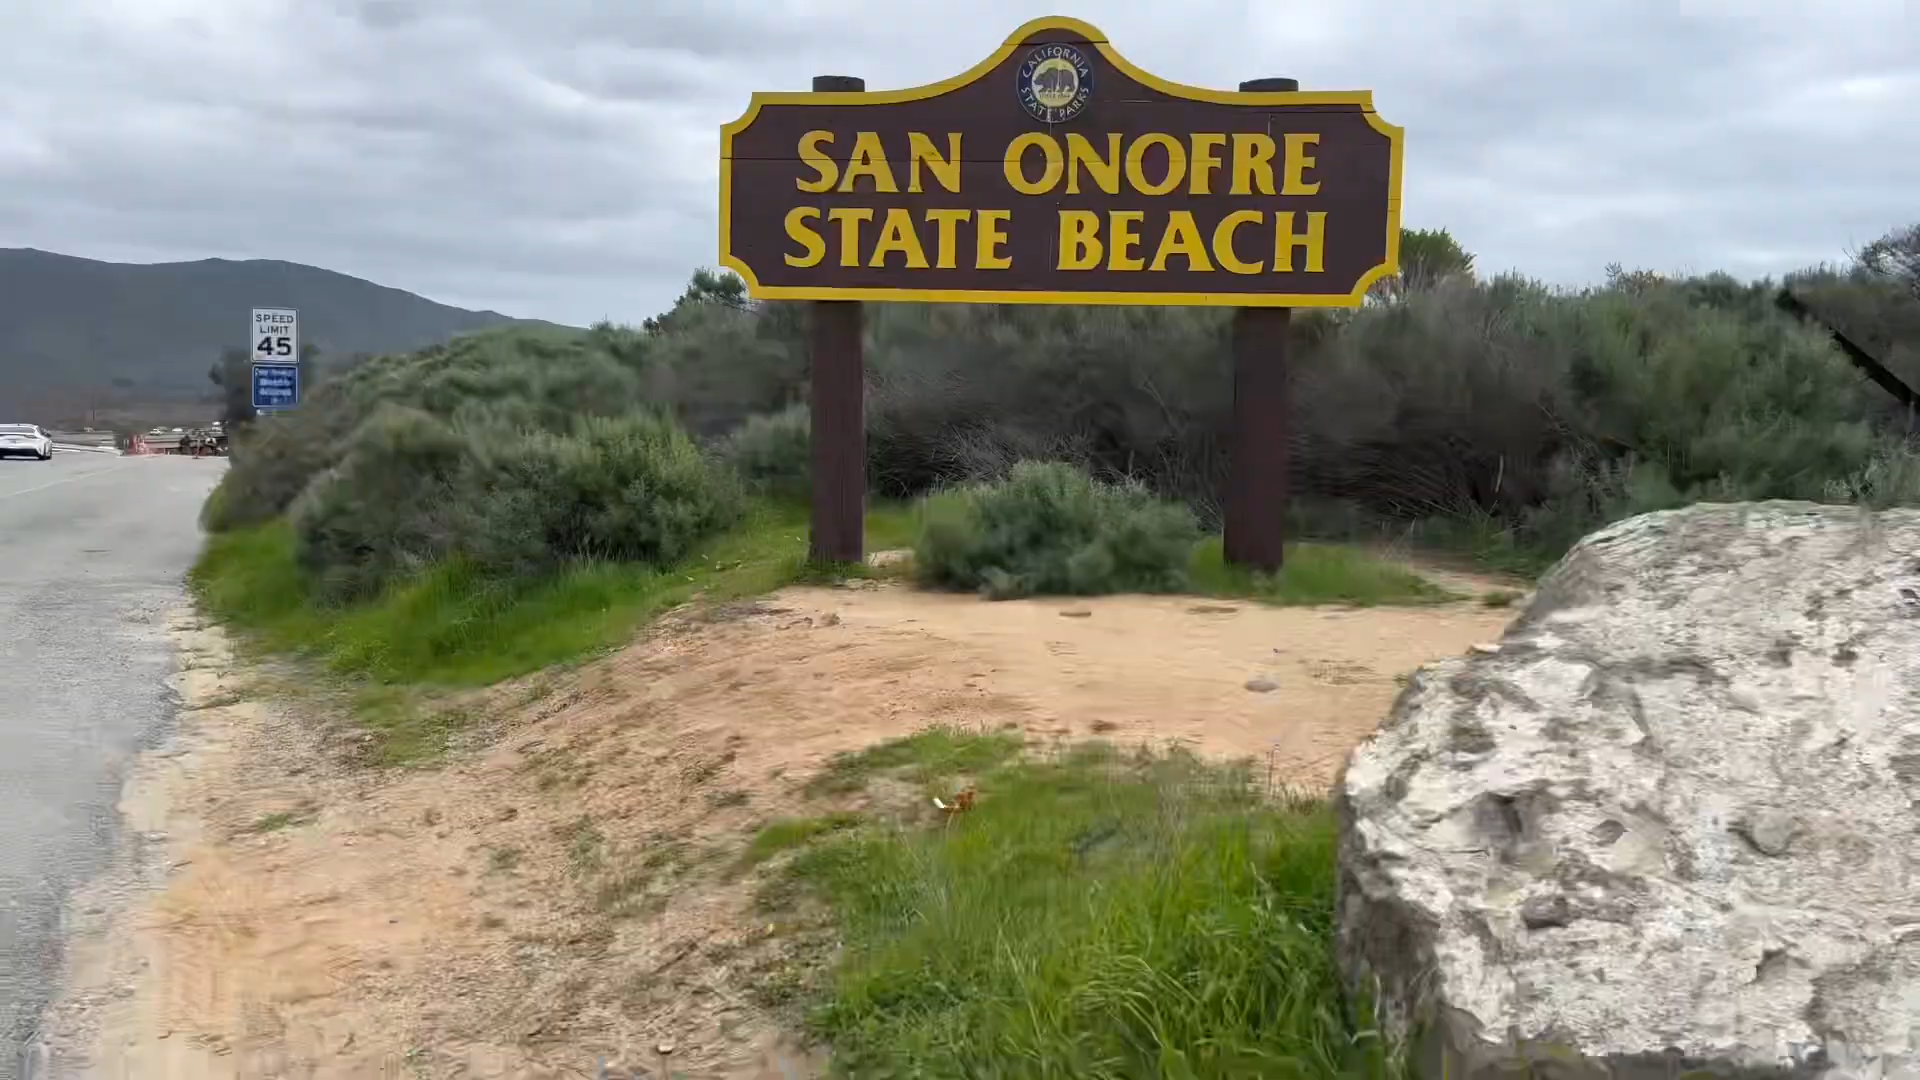 CALIFORNIA
STATE PARKS
SAN ONOFRE
STATE BEACH
SPEED
LIMIT
45